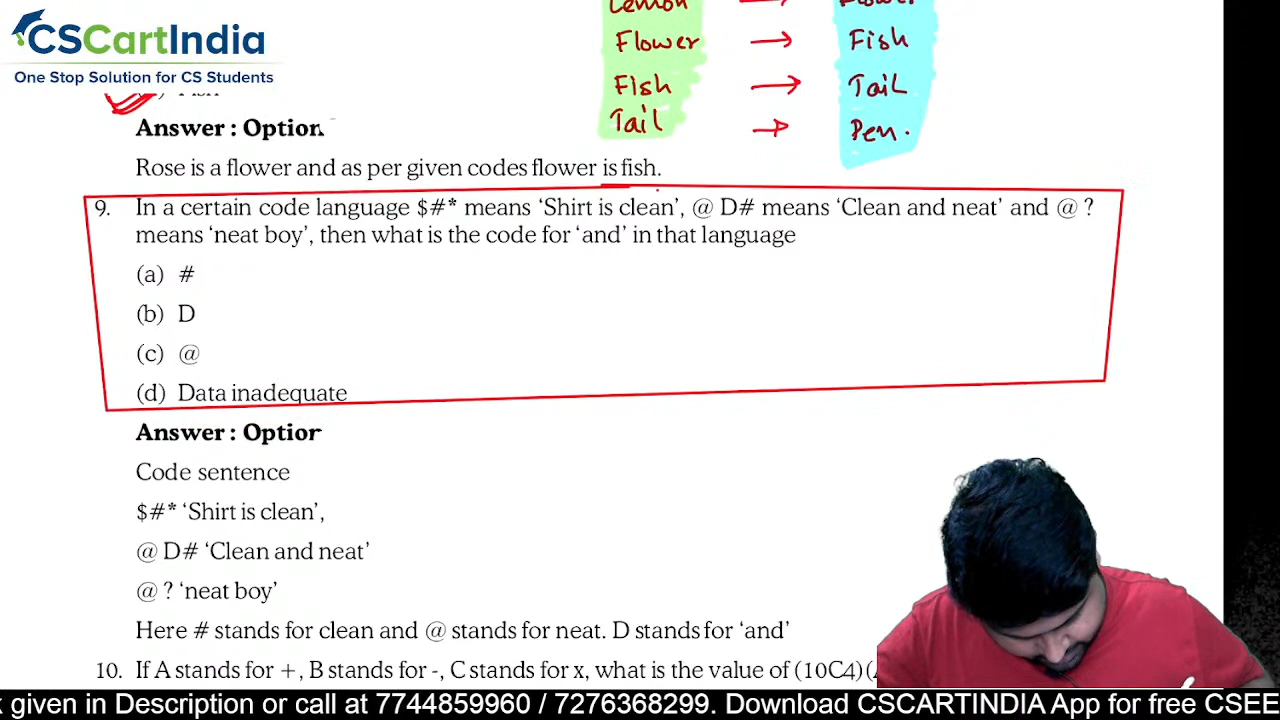 CSCartIndia
One Stop Solution for CS Students
Lemon → Flower
Flower → Fish
Fish → Tail
Tail → Pen.
Fish
Answer : Option
Rose is a flower and as per given codes flower is fish.
9. In a certain code language $#* means ‘Shirt is clean’, @ D# means ‘Clean and neat’ and @ ?
means ‘neat boy’, then what is the code for ‘and’ in that language
(a) #
(b) D
(c) @
(d) Data inadequate
Answer : Option
Code sentence
$#* ‘Shirt is clean’,
@ D# ‘Clean and neat’
@ ? ‘neat boy’
Here # stands for clean and @ stands for neat. D stands for ‘and’
10. If A stands for +, B stands for -, C stands for x, what is the value of (10C4)(
given in Description or call at 7744859960 / 7276368299. Download CSCARTINDIA App for free CSEE